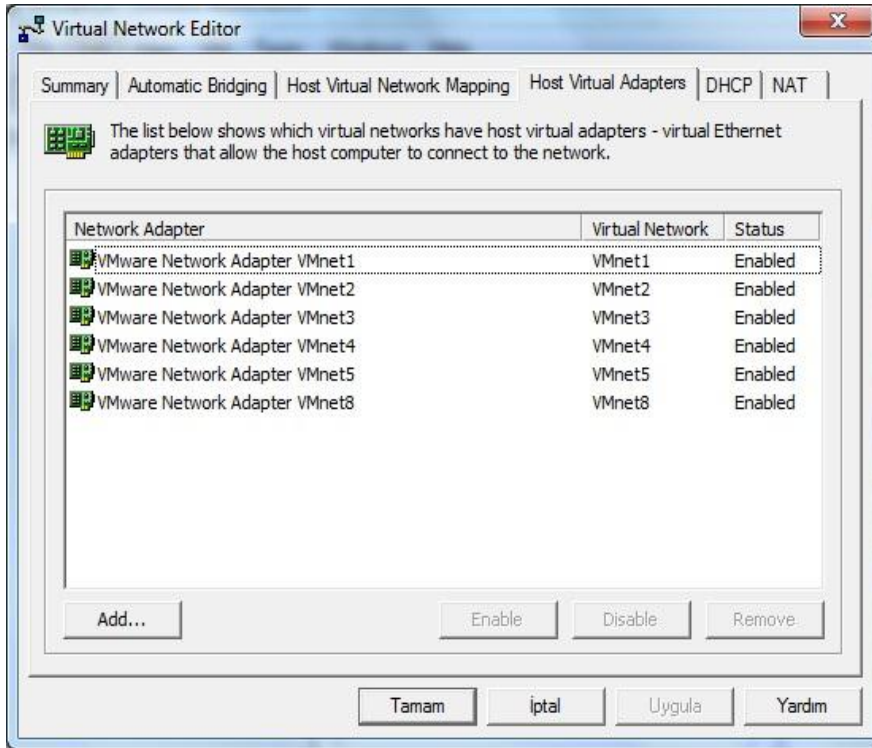 Virtual Network Editor
Summary Automatic Bridging Host Virtual Network Mapping Host Virtual Adapters DHCP NAT
The list below shows which virtual networks have host virtual adapters - virtual Ethernet
adapters that allow the host computer to connect to the network.
Network Adapter Virtual Network Status
VMware Network Adapter VMnet1 VMnet1 Enabled
VMware Network Adapter VMnet2 VMnet2 Enabled
VMware Network Adapter VMnet3 VMnet3 Enabled
VMware Network Adapter VMnet4 VMnet4 Enabled
VMware Network Adapter VMnet5 VMnet5 Enabled
VMware Network Adapter VMnet8 VMnet8 Enabled
Add... Enable Disable Remove
Tamam İptal Uygula Yardım